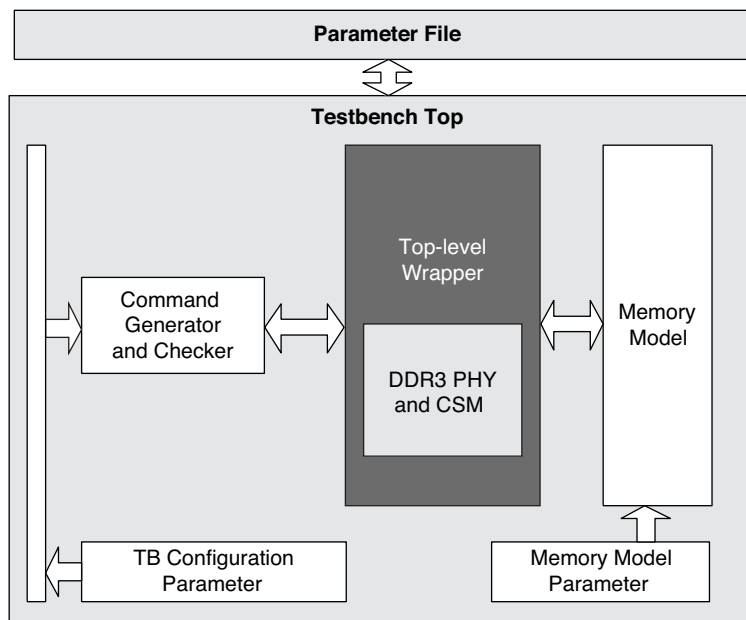 Parameter File
Testbench Top
Top-level
Wrapper
Command
Generator
and Checker
Memory
Model
DDR3 PHY
and CSM
TB Configuration
Parameter
Memory Model
Parameter